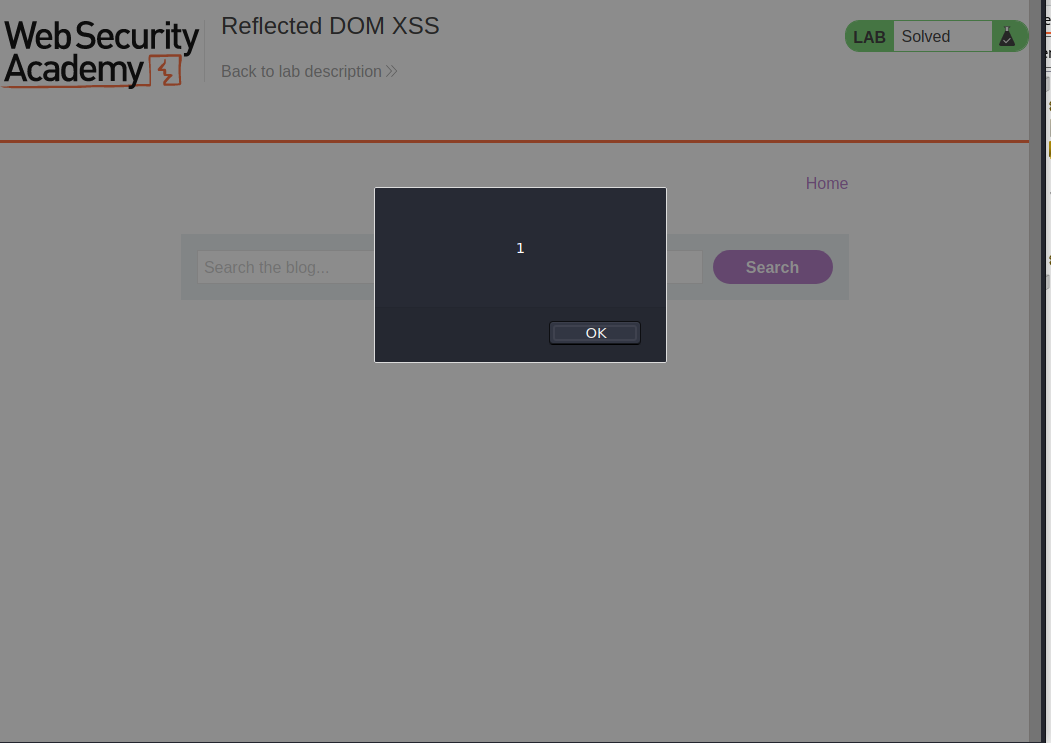 Web Security
Academy
Reflected DOM XSS
Back to lab description
LAB Solved
Home
1
Search the blog...
Search
OK